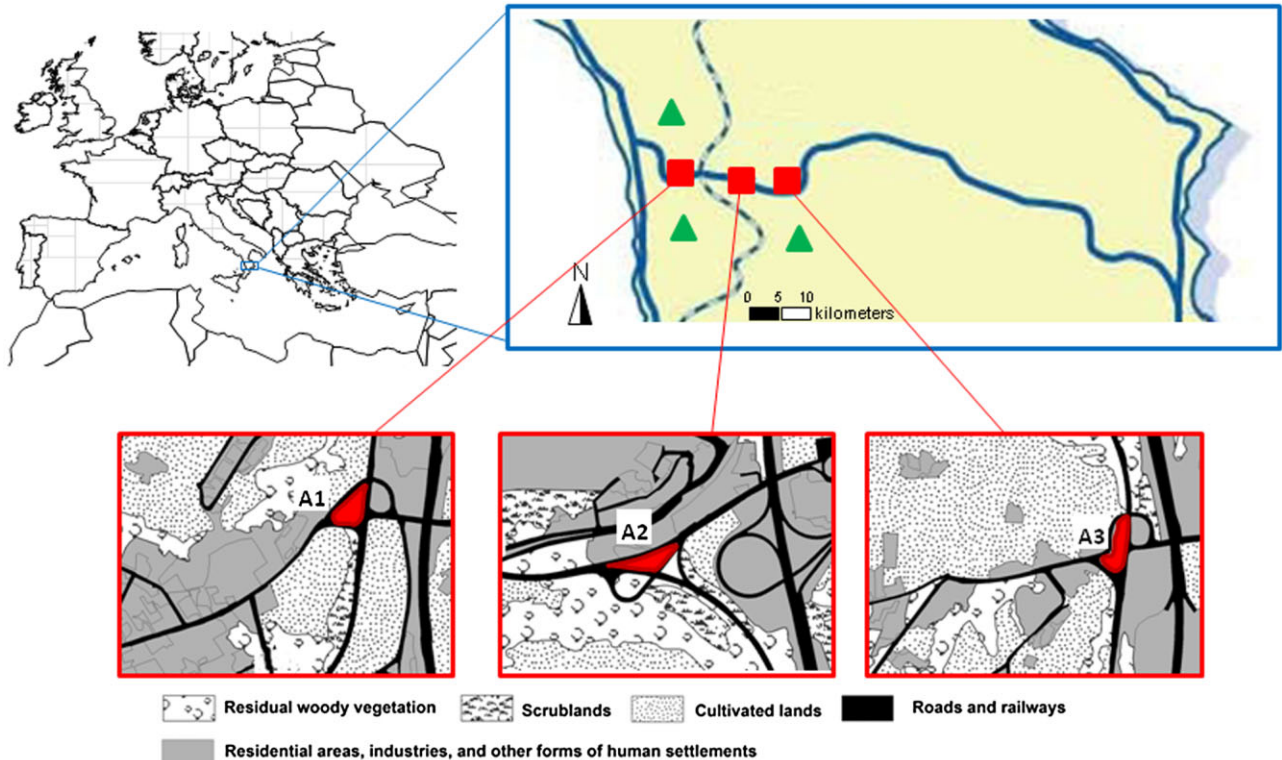 N
0 5 10
kilometers
A1
A2
A3
Residual woody vegetation
Scrublands
Cultivated lands
Roads and railways
Residential areas, industries, and other forms of human settlements